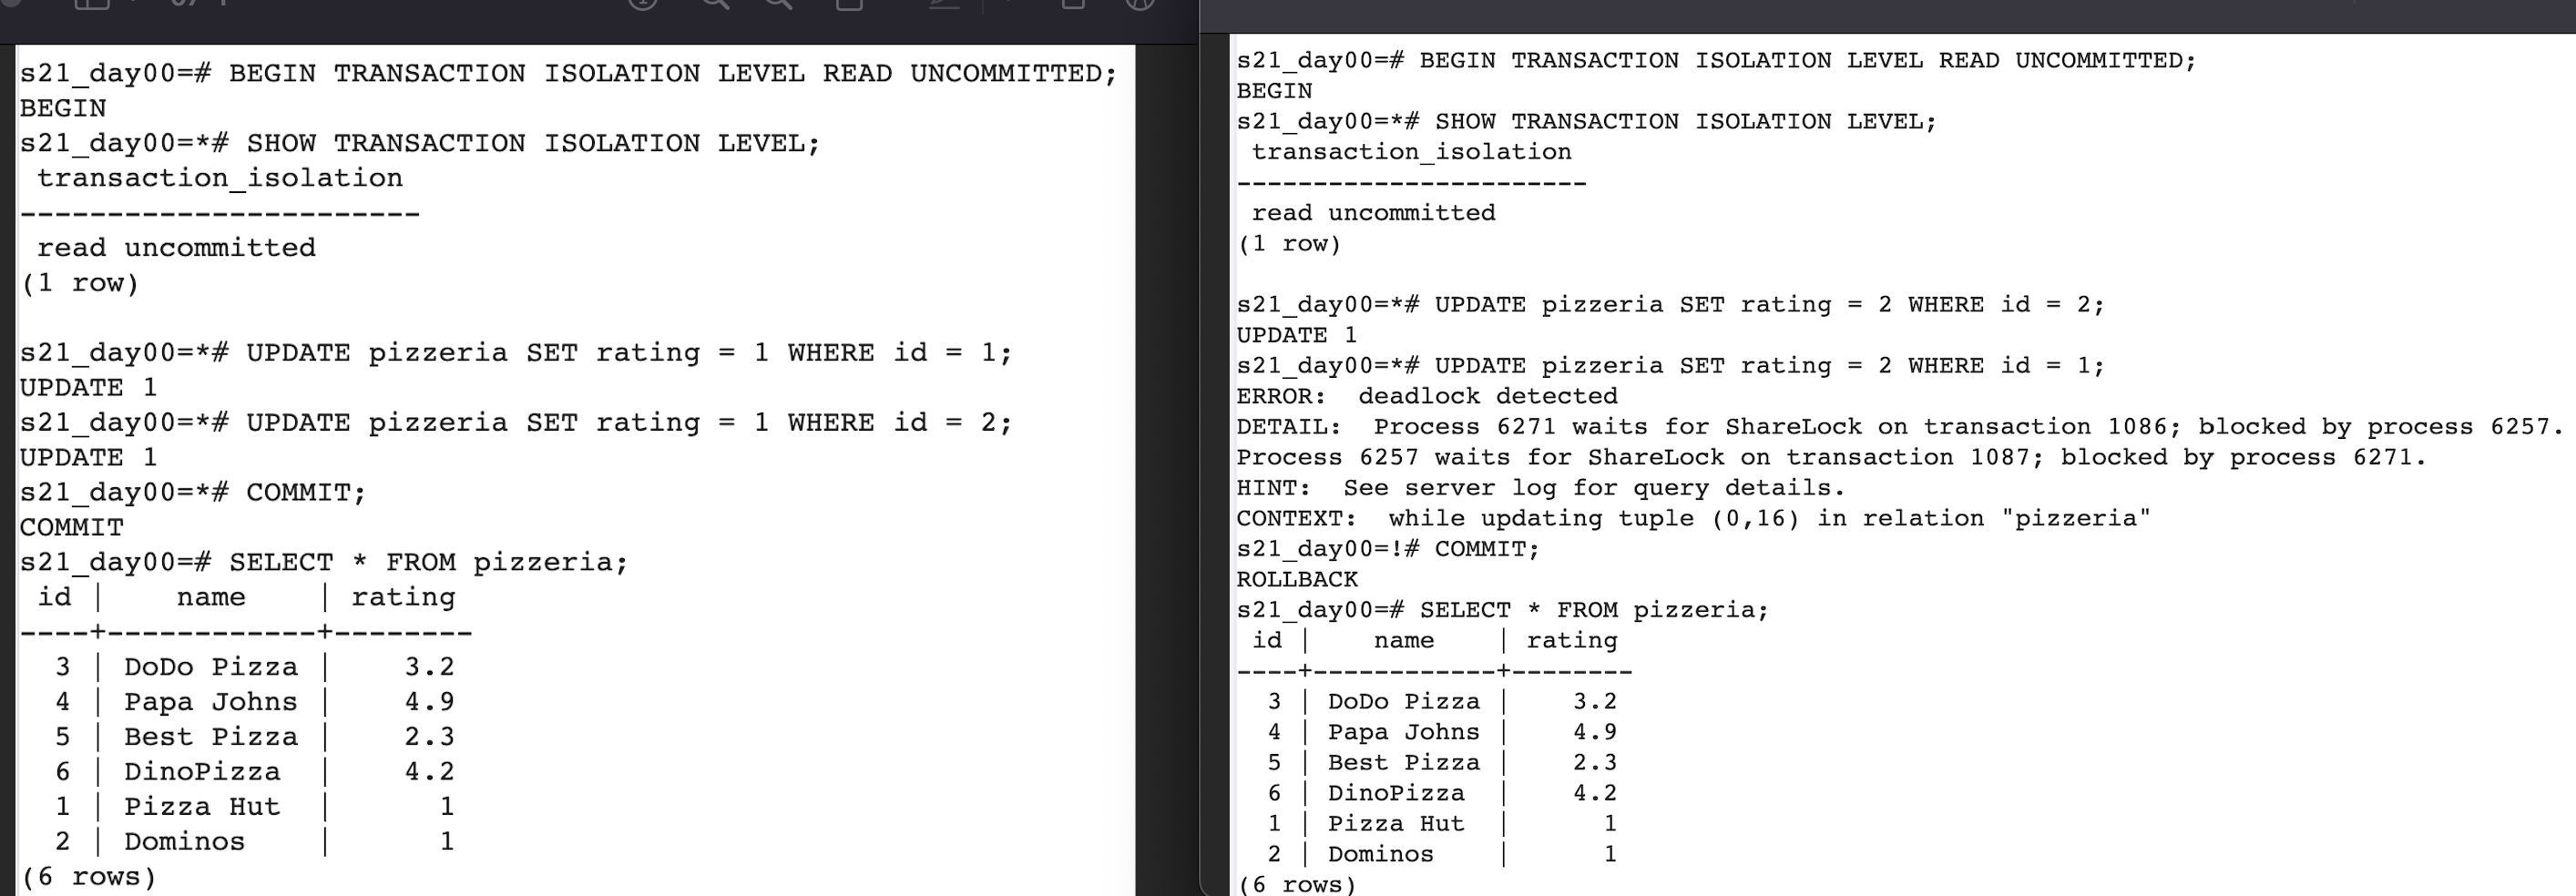 s21_day00=# BEGIN TRANSACTION ISOLATION LEVEL READ UNCOMMITTED;
BEGIN
s21_day00=*# SHOW TRANSACTION ISOLATION LEVEL;
 transaction_isolation
-----------------------
 read uncommitted
(1 row)

s21_day00=*# UPDATE pizzeria SET rating = 1 WHERE id = 1;
UPDATE 1
s21_day00=*# UPDATE pizzeria SET rating = 1 WHERE id = 2;
UPDATE 1
s21_day00=*# COMMIT;
COMMIT
s21_day00=# SELECT * FROM pizzeria;
 id |    name    | rating
----+------------+--------
  3 | DoDo Pizza |    3.2
  4 | Papa Johns |    4.9
  5 | Best Pizza |    2.3
  6 | DinoPizza  |    4.2
  1 | Pizza Hut  |      1
  2 | Dominos    |      1
(6 rows)
s21_day00=# BEGIN TRANSACTION ISOLATION LEVEL READ UNCOMMITTED;
BEGIN
s21_day00=*# SHOW TRANSACTION ISOLATION LEVEL;
 transaction_isolation
-----------------------
 read uncommitted
(1 row)

s21_day00=*# UPDATE pizzeria SET rating = 2 WHERE id = 2;
UPDATE 1
s21_day00=*# UPDATE pizzeria SET rating = 2 WHERE id = 1;
ERROR:  deadlock detected
DETAIL:  Process 6271 waits for ShareLock on transaction 1086; blocked by process 6257.
Process 6257 waits for ShareLock on transaction 1087; blocked by process 6271.
HINT:  See server log for query details.
CONTEXT:  while updating tuple (0,16) in relation "pizzeria"
s21_day00=!# COMMIT;
ROLLBACK
s21_day00=# SELECT * FROM pizzeria;
 id |    name    | rating
----+------------+--------
  3 | DoDo Pizza |    3.2
  4 | Papa Johns |    4.9
  5 | Best Pizza |    2.3
  6 | DinoPizza  |    4.2
  1 | Pizza Hut  |      1
  2 | Dominos    |      1
(6 rows)